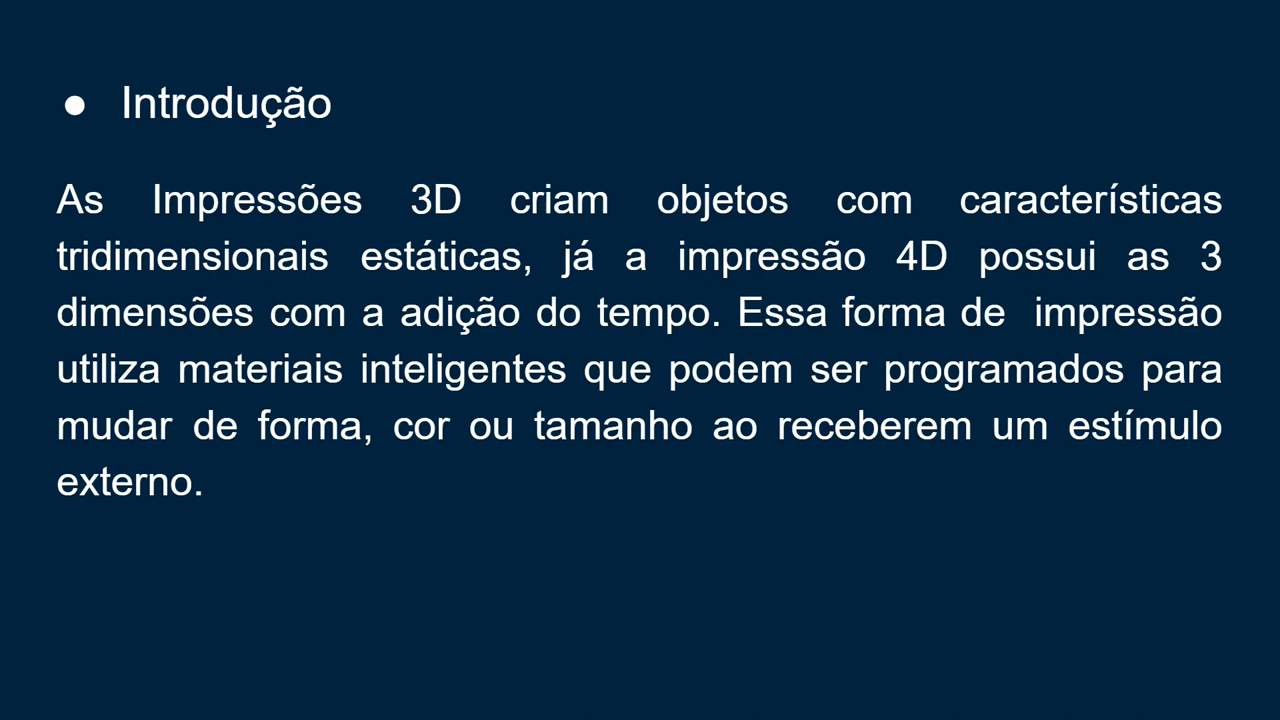 ● Introdução
As Impressões 3D criam objetos com características
tridimensionais estáticas, já a impressão 4D possui as 3
dimensões com a adição do tempo. Essa forma de impressão
utiliza materiais inteligentes que podem ser programados para
mudar de forma, cor ou tamanho ao receberem um estímulo
externo.